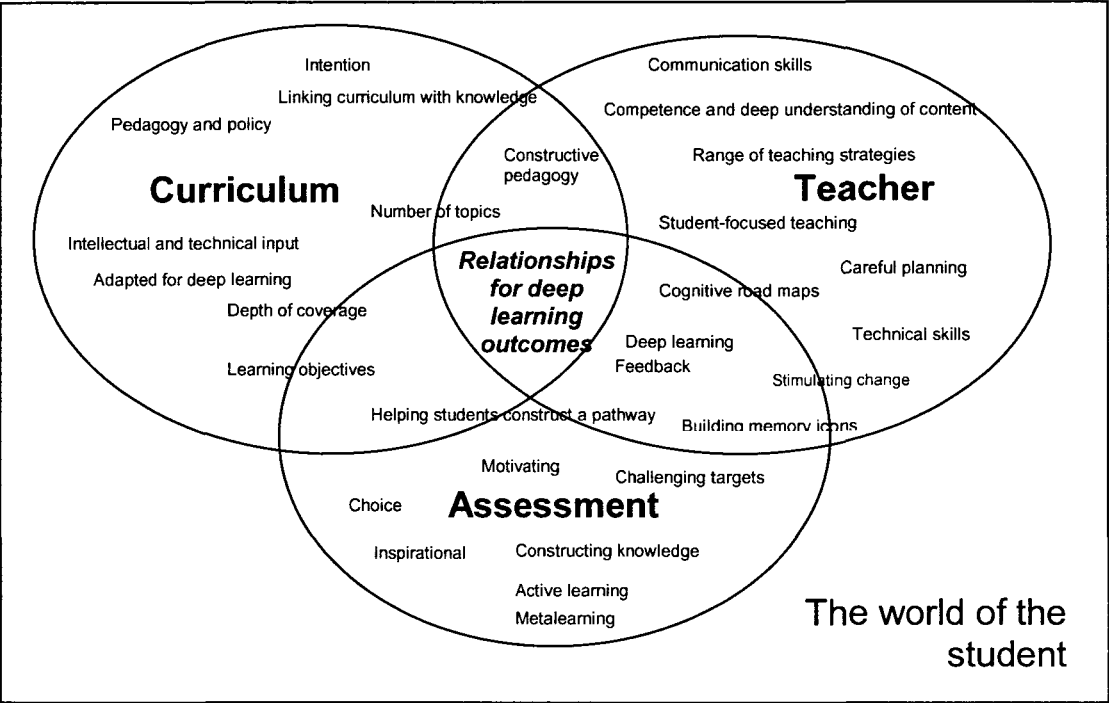 Intention
Communication skills
Linking curriculum with knowledge
Competence and deep understanding of content
Pedagogy and policy
Constructive
pedagogy
Range of teaching strategies
Curriculum
Teacher
Number of topics
Student-focused teaching
Intellectual and technical input
Relationships
for deep
learning
outcomes
Careful planning
Adapted for deep learning
Cognitive road maps
Depth of coverage
Technical skills
Deep learning
Feedback
Learning objectives
Stimulating change
Helping students construct a pathway
Building memory icons
Motivating
Challenging targets
Choice
Assessment
Inspirational
Constructing knowledge
Active learning
Metalearning
The world of the
student